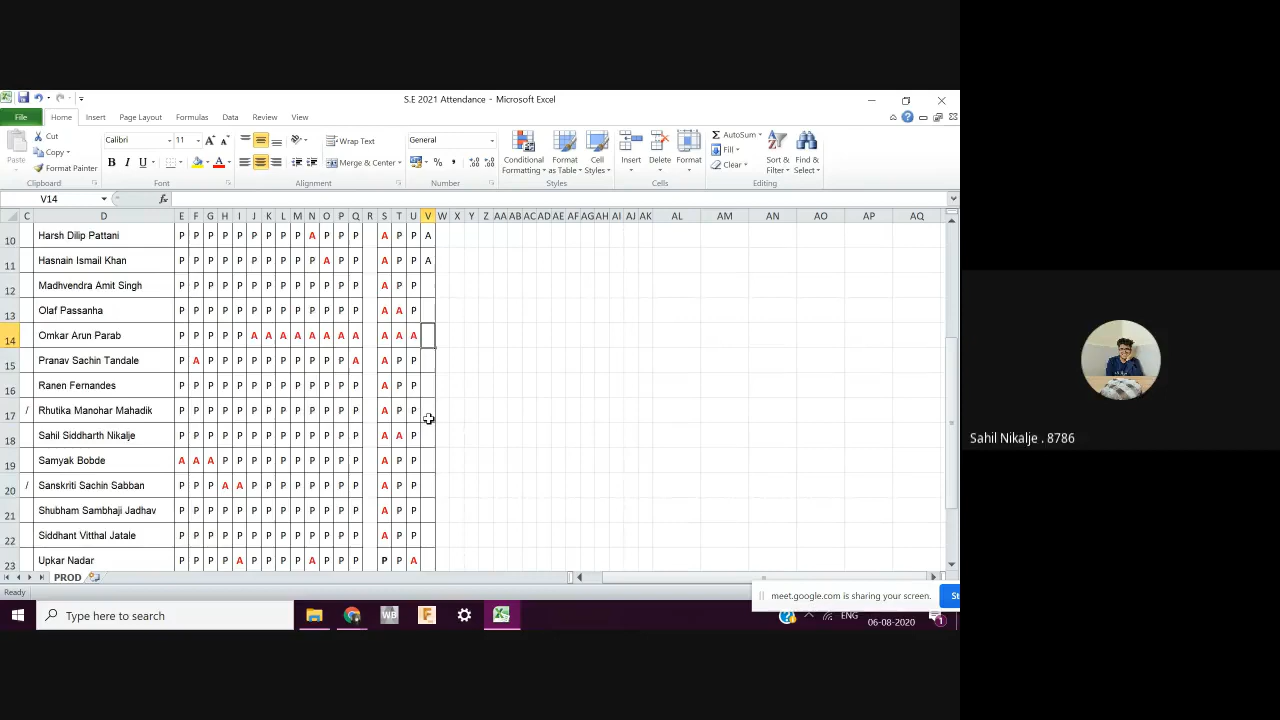 S.E 2021 Attendance - Microsoft Excel
File Home Insert Page Layout Formulas Data Review View
Cut
Copy
Format Painter
Paste
Clipboard
Calibri 11
B I U
Font
Wrap Text
Merge & Center
Alignment
General
% ,
Number
Conditional Formatting
Format as Table
Cell Styles
Styles
Insert Delete Format
Cells
Σ AutoSum
Fill
Clear
Sort & Filter
Find & Select
Editing
V14 fx
C D E F G H I J K L M N O P Q R S T U V W X Y Z AA AB AC AD AE AF AG AH AI AJ AK AL AM AN AO AP AQ
10 Harsh Dilip Pattani P P P P P P P P P A P P P A P P A
11 Hasnain Ismail Khan P P P P P P P P P P A P P A P P A
12 Madhvendra Amit Singh P P P P P P P P P P P P P A P P
13 Olaf Passanha P P P P P P P P P P P P P A A P
14 Omkar Arun Parab P P P P P A A A A A A A A A A A
15 Pranav Sachin Tandale P A P P P P P P P P P P A A P P
16 Ranen Fernandes P P P P P P P P P P P P P A P P
17 / Rhutika Manohar Mahadik P P P P P P P P P P P P P A P P
18 Sahil Siddharth Nikalje P P P P P P P P P P P P P A A P
19 Samyak Bobde A A A P P P P P P P P P P A P P
20 / Sanskriti Sachin Sabban P P P A A P P P P P P P P A P P
21 Shubham Sambhaji Jadhav P P P P P P P P P P P P P A P P
22 Siddhant Vitthal Jatale P P P P P P P P P P P P P A P P
23 Upkar Nadar P P P P A P P P P A P P P P P A
PROD
Ready
meet.google.com is sharing your screen.
St
Type here to search
WB
F
ENG
06-08-2020
1
Sahil Nikalje . 8786